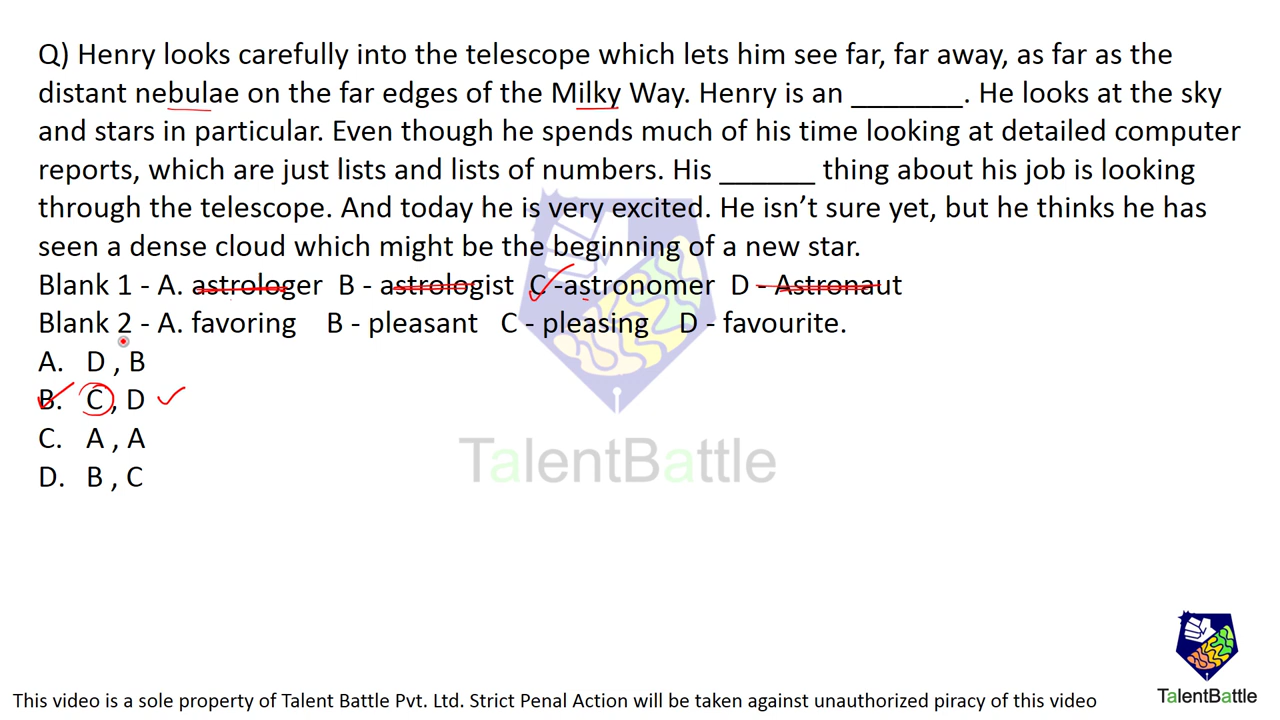 Q) Henry looks carefully into the telescope which lets him see far, far away, as far as the
distant nebulae on the far edges of the Milky Way. Henry is an _______. He looks at the sky
and stars in particular. Even though he spends much of his time looking at detailed computer
reports, which are just lists and lists of numbers. His ______ thing about his job is looking
through the telescope. And today he is very excited. He isn’t sure yet, but he thinks he has
seen a dense cloud which might be the beginning of a new star.
Blank 1 - A. astrologer B - astrologist C -astronomer D - Astronaut
Blank 2 - A. favoring B - pleasant C - pleasing D - favourite.
A. D , B
B. C , D
C. A , A
D. B , C
TalentBattle
TalentBattle
This video is a sole property of Talent Battle Pvt. Ltd. Strict Penal Action will be taken against unauthorized piracy of this video